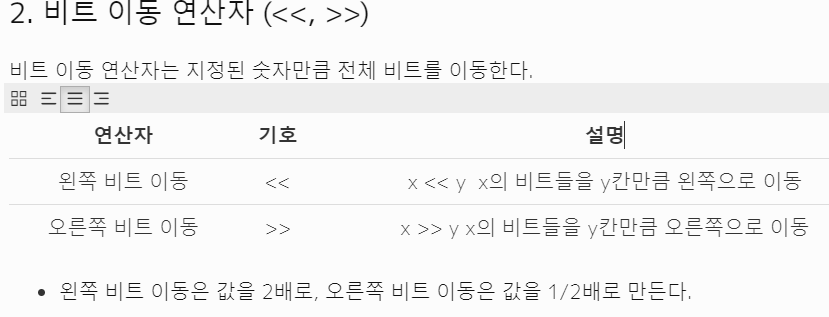 2. 비트 이동 연산자 (<<, >>)
비트 이동 연산자는 지정된 숫자만큼 전체 비트를 이동한다.
연산자 기호 설명
왼쪽 비트 이동 << x << y x의 비트들을 y칸만큼 왼쪽으로 이동
오른쪽 비트 이동 >> x >> y x의 비트들을 y칸만큼 오른쪽으로 이동
• 왼쪽 비트 이동은 값을 2배로, 오른쪽 비트 이동은 값을 1/2배로 만든다.